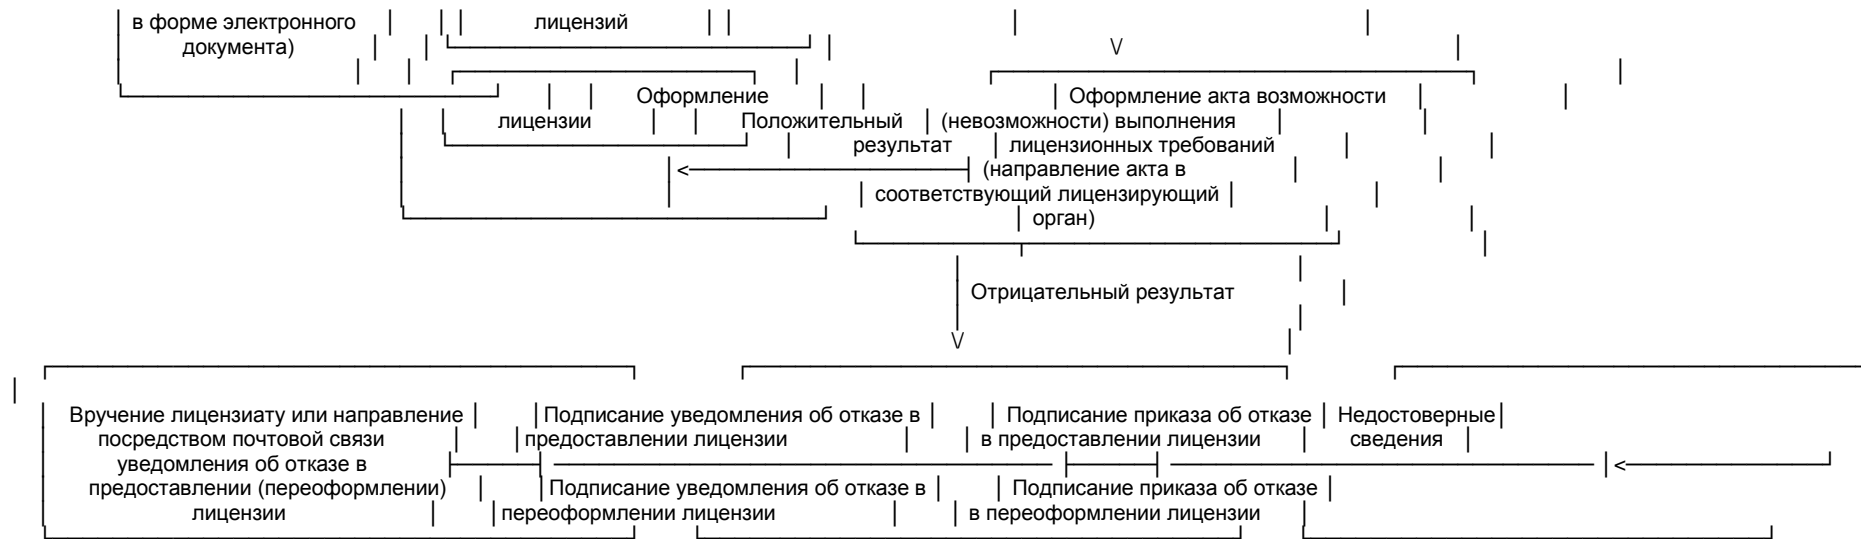 в форме электронного лицензий
документа)
Оформление Оформление акта возможности
лицензии Положительный (невозможности) выполнения
результат лицензионных требований
(направление акта в
соответствующий лицензирующий
орган)
Отрицательный результат
Вручение лицензиату или направление Подписание уведомления об отказе в Подписание приказа об отказе Недостоверные
посредством почтовой связи предоставлении лицензии в предоставлении лицензии сведения
уведомления об отказе в
предоставлении (переоформлении) Подписание уведомления об отказе в Подписание приказа об отказе
лицензии переоформлении лицензии в переоформлении лицензии